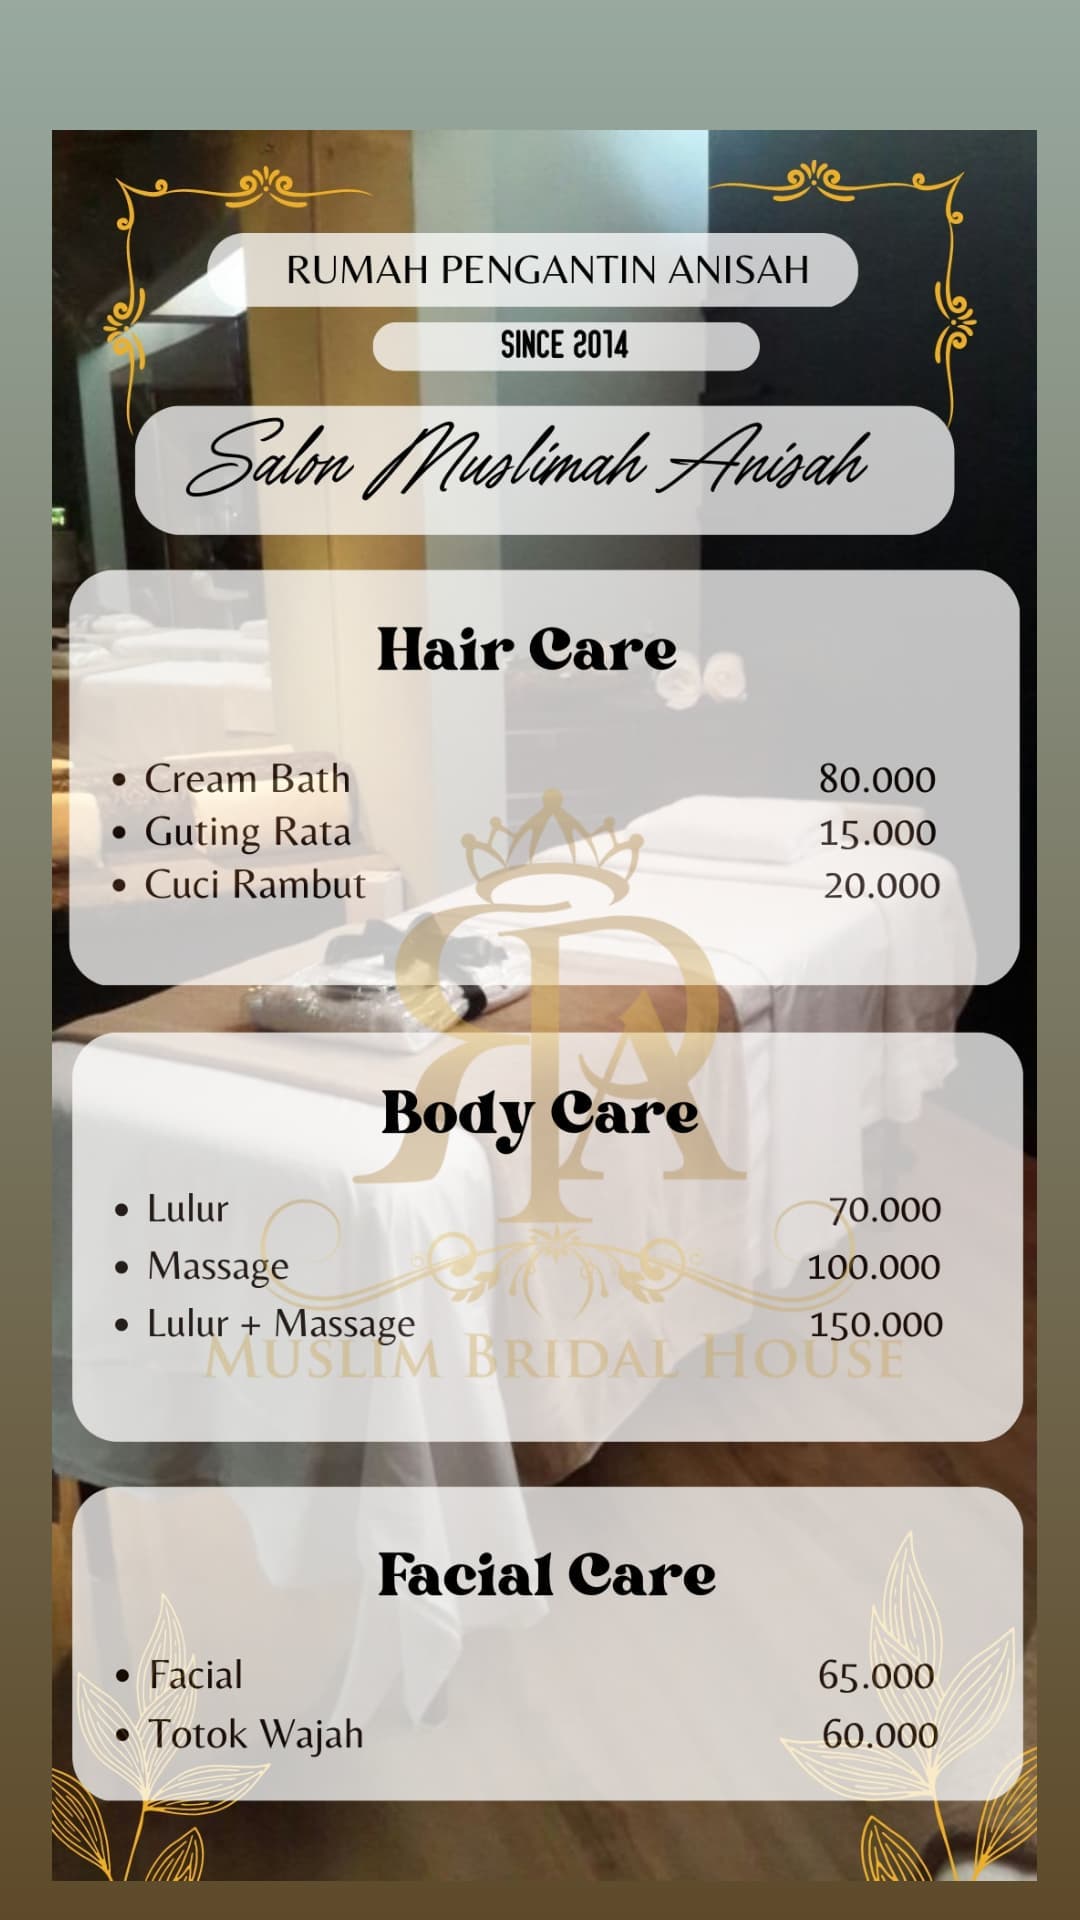 RUMAH PENGANTIN ANISAH
SINCE 2014
Salon Muslimah Anisah
Hair Care
• Cream Bath 80.000
• Guting Rata 15.000
• Cuci Rambut 20.000
Body Care
• Lulur 70.000
• Massage 100.000
• Lulur + Massage 150.000
MUSLIM BRIDAL HOUSE
Facial Care
• Facial 65.000
• Totok Wajah 60.000